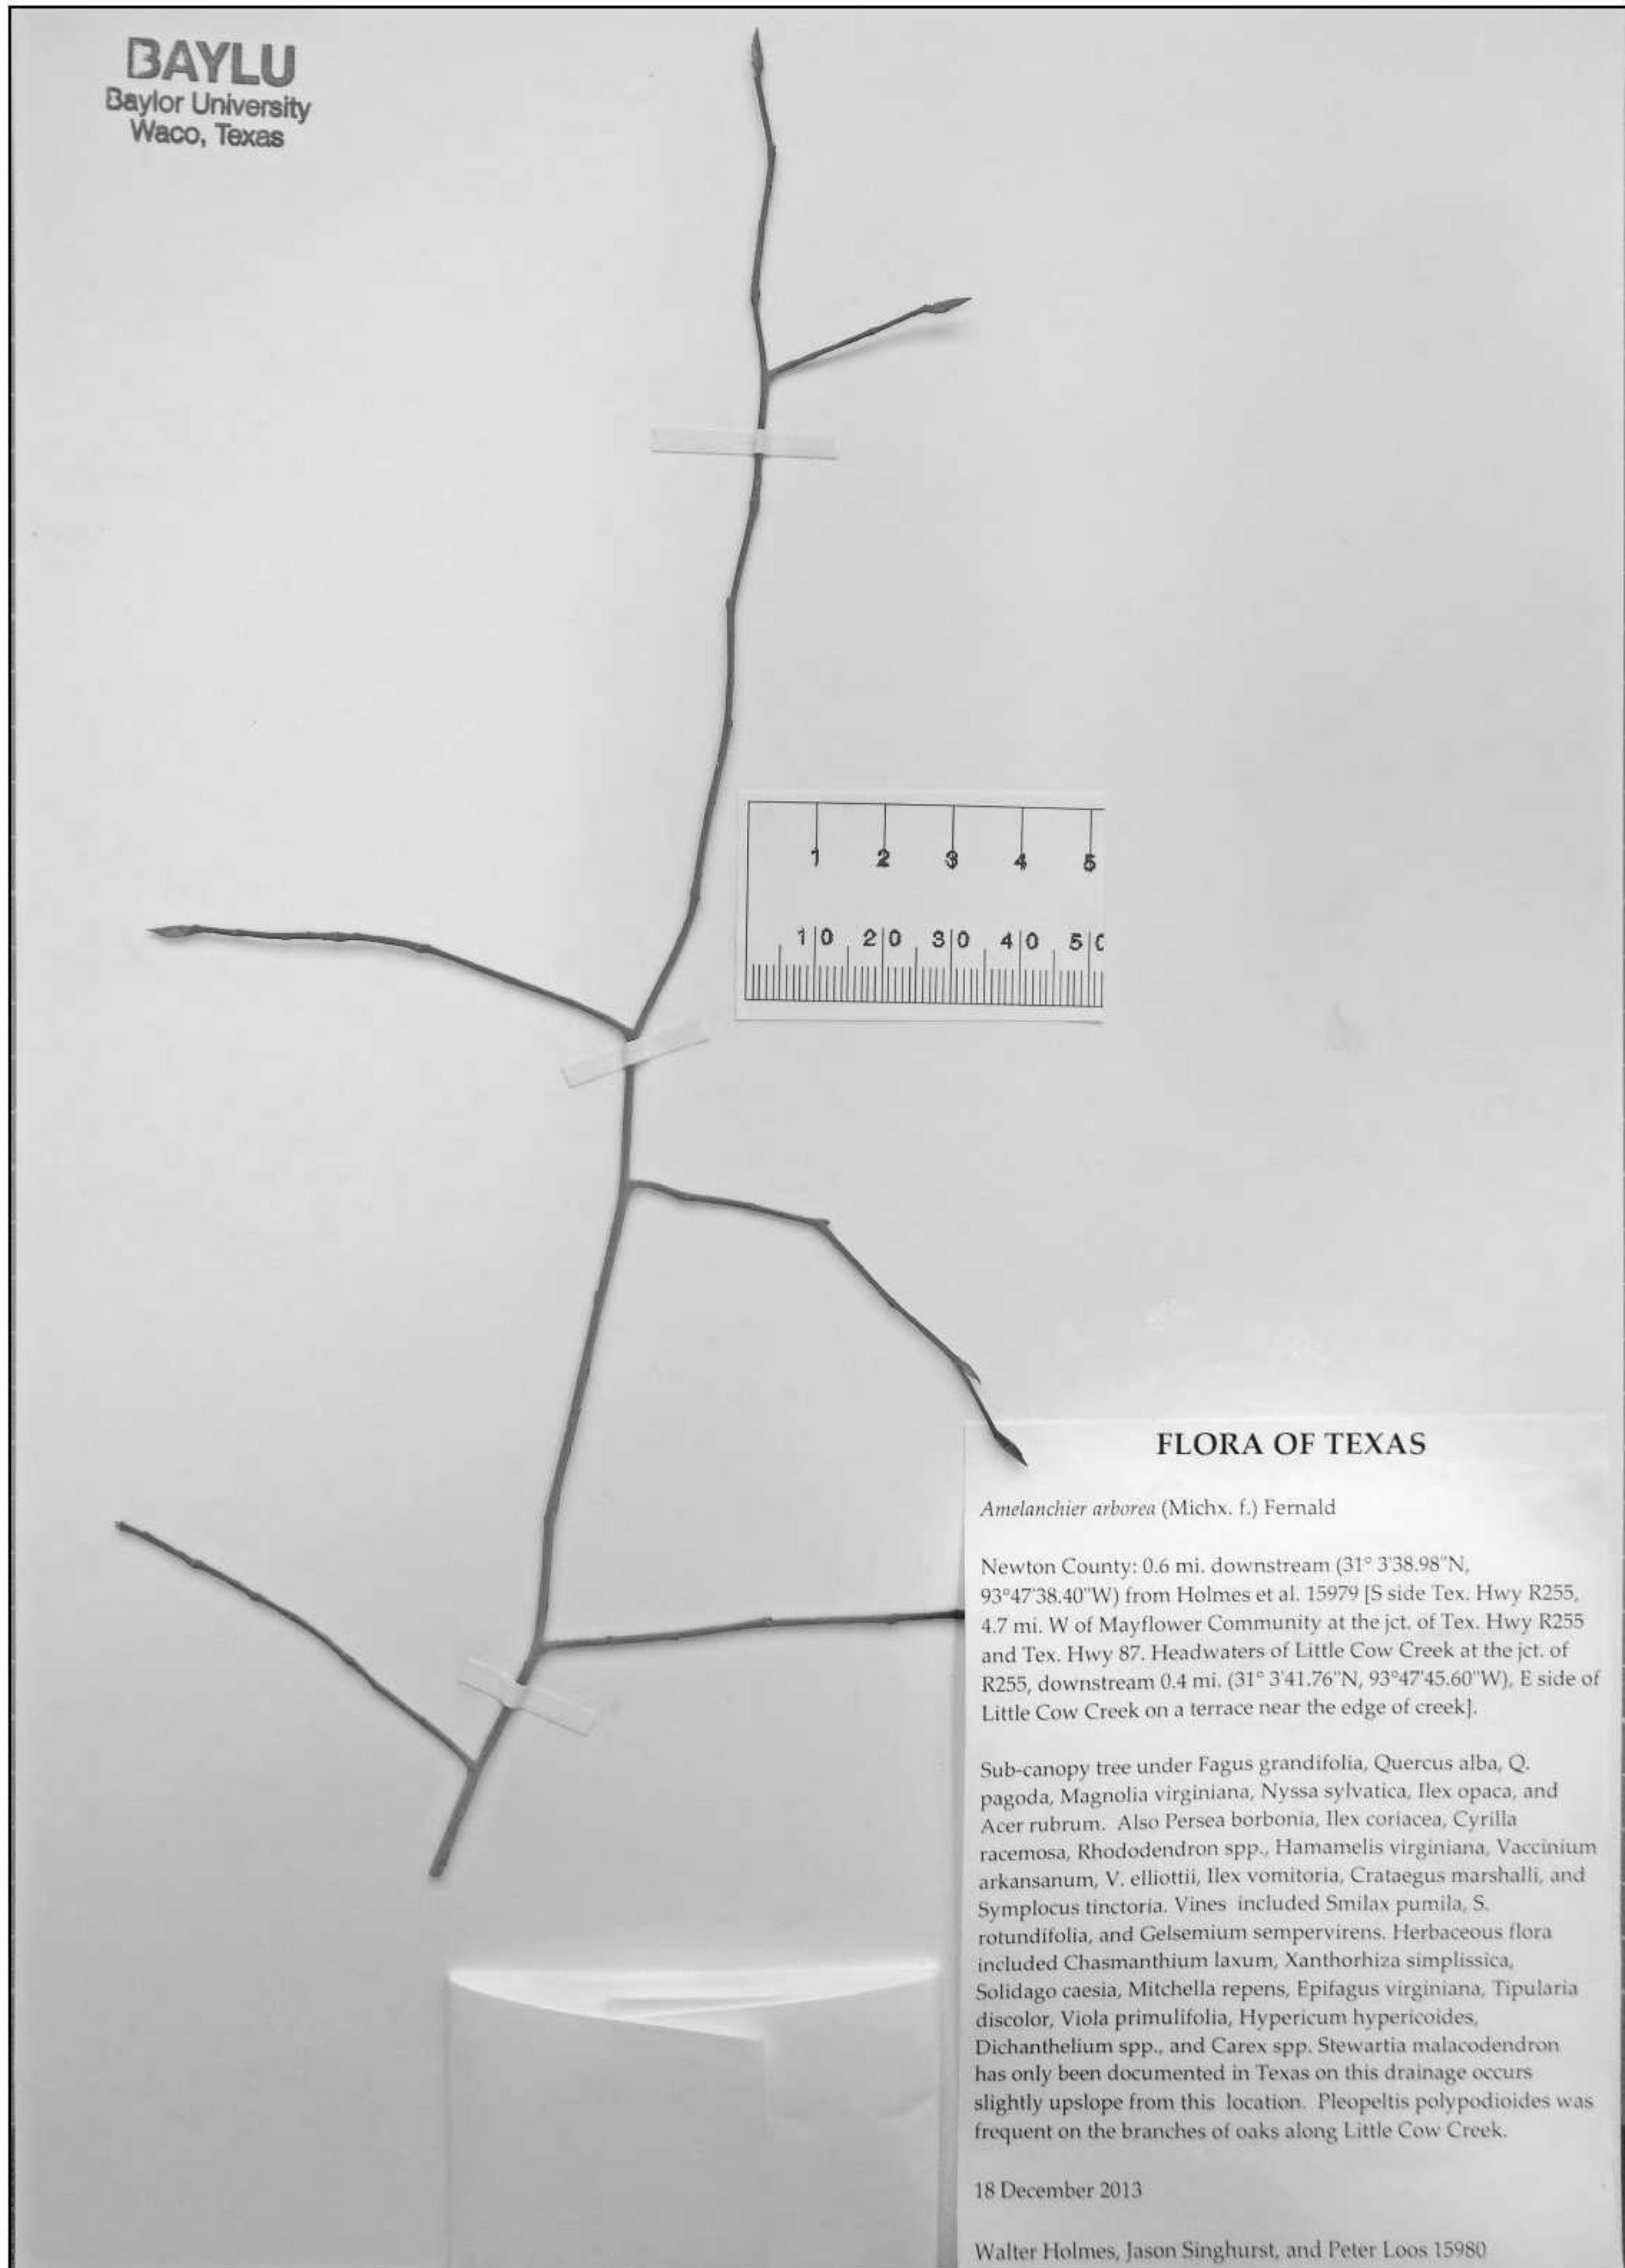 BAYLU
Baylor University
Waco, Texas
1 2 3 4 5
10 20 30 40 50
FLORA OF TEXAS
Amelanchier arborea (Michx. f.) Fernald
Newton County: 0.6 mi. downstream (31° 3'38.98"N,
93°47'38.40"W) from Holmes et al. 15979 [S side Tex. Hwy R255,
4.7 mi. W of Mayflower Community at the jct. of Tex. Hwy R255
and Tex. Hwy 87. Headwaters of Little Cow Creek at the jct. of
R255, downstream 0.4 mi. (31° 3'41.76"N, 93°47'45.60"W), E side of
Little Cow Creek on a terrace near the edge of creek].
Sub-canopy tree under Fagus grandifolia, Quercus alba, Q.
pagoda, Magnolia virginiana, Nyssa sylvatica, Ilex opaca, and
Acer rubrum. Also Persea borbonia, Ilex coriacea, Cyrilla
racemosa, Rhododendron spp., Hamamelis virginiana, Vaccinium
arkansanum, V. elliottii, Ilex vomitoria, Crataegus marshalli, and
Symplocus tinctoria. Vines included Smilax pumila, S.
rotundifolia, and Gelsemium sempervirens. Herbaceous flora
included Chasmanthium laxum, Xanthorhiza simplissica,
Solidago caesia, Mitchella repens, Epifagus virginiana, Tipularia
discolor, Viola primulifolia, Hypericum hypericoides,
Dichanthelium spp., and Carex spp. Stewartia malacodendron
has only been documented in Texas on this drainage occurs
slightly upslope from this location. Pleopeltis polypodioides was
frequent on the branches of oaks along Little Cow Creek.
18 December 2013
Walter Holmes, Jason Singhurst, and Peter Loos 15980